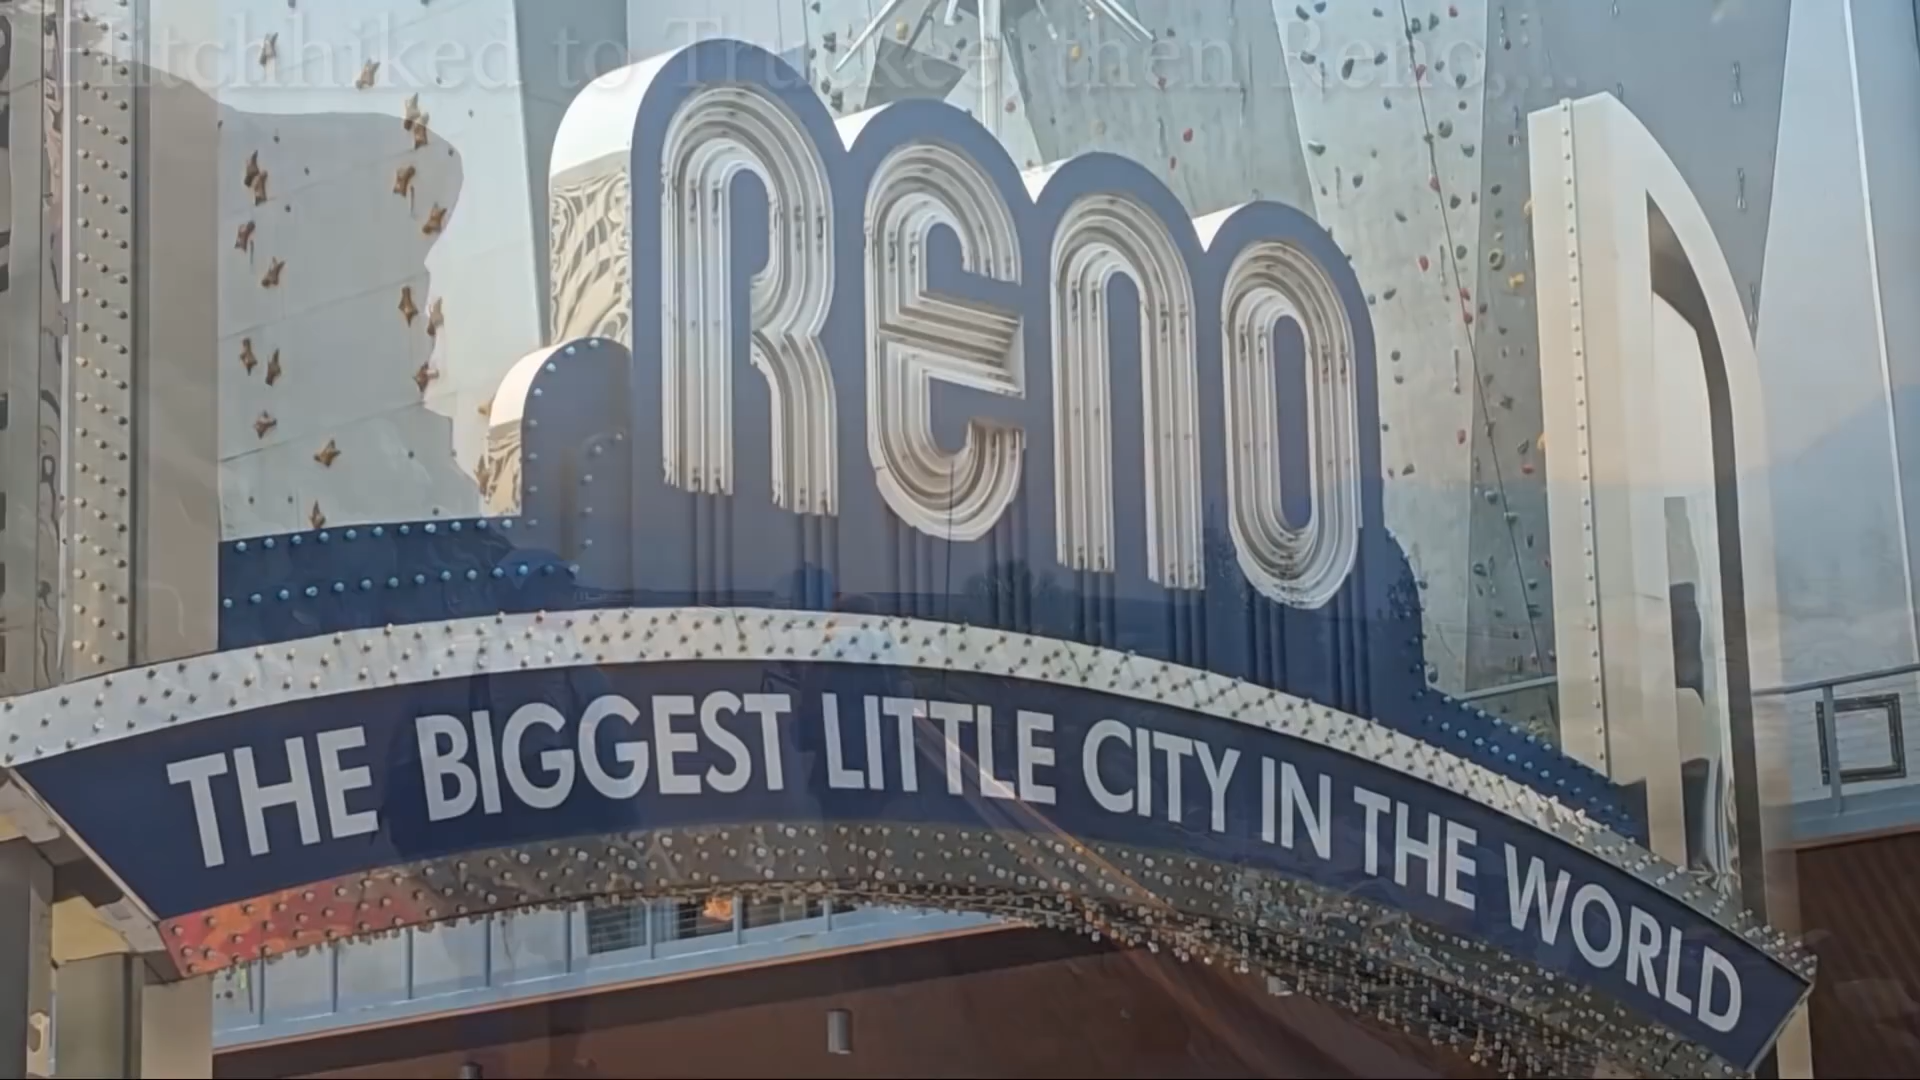 Hitchhiked to Truckee, then Reno,...
RENO
THE BIGGEST LITTLE CITY IN THE WORLD